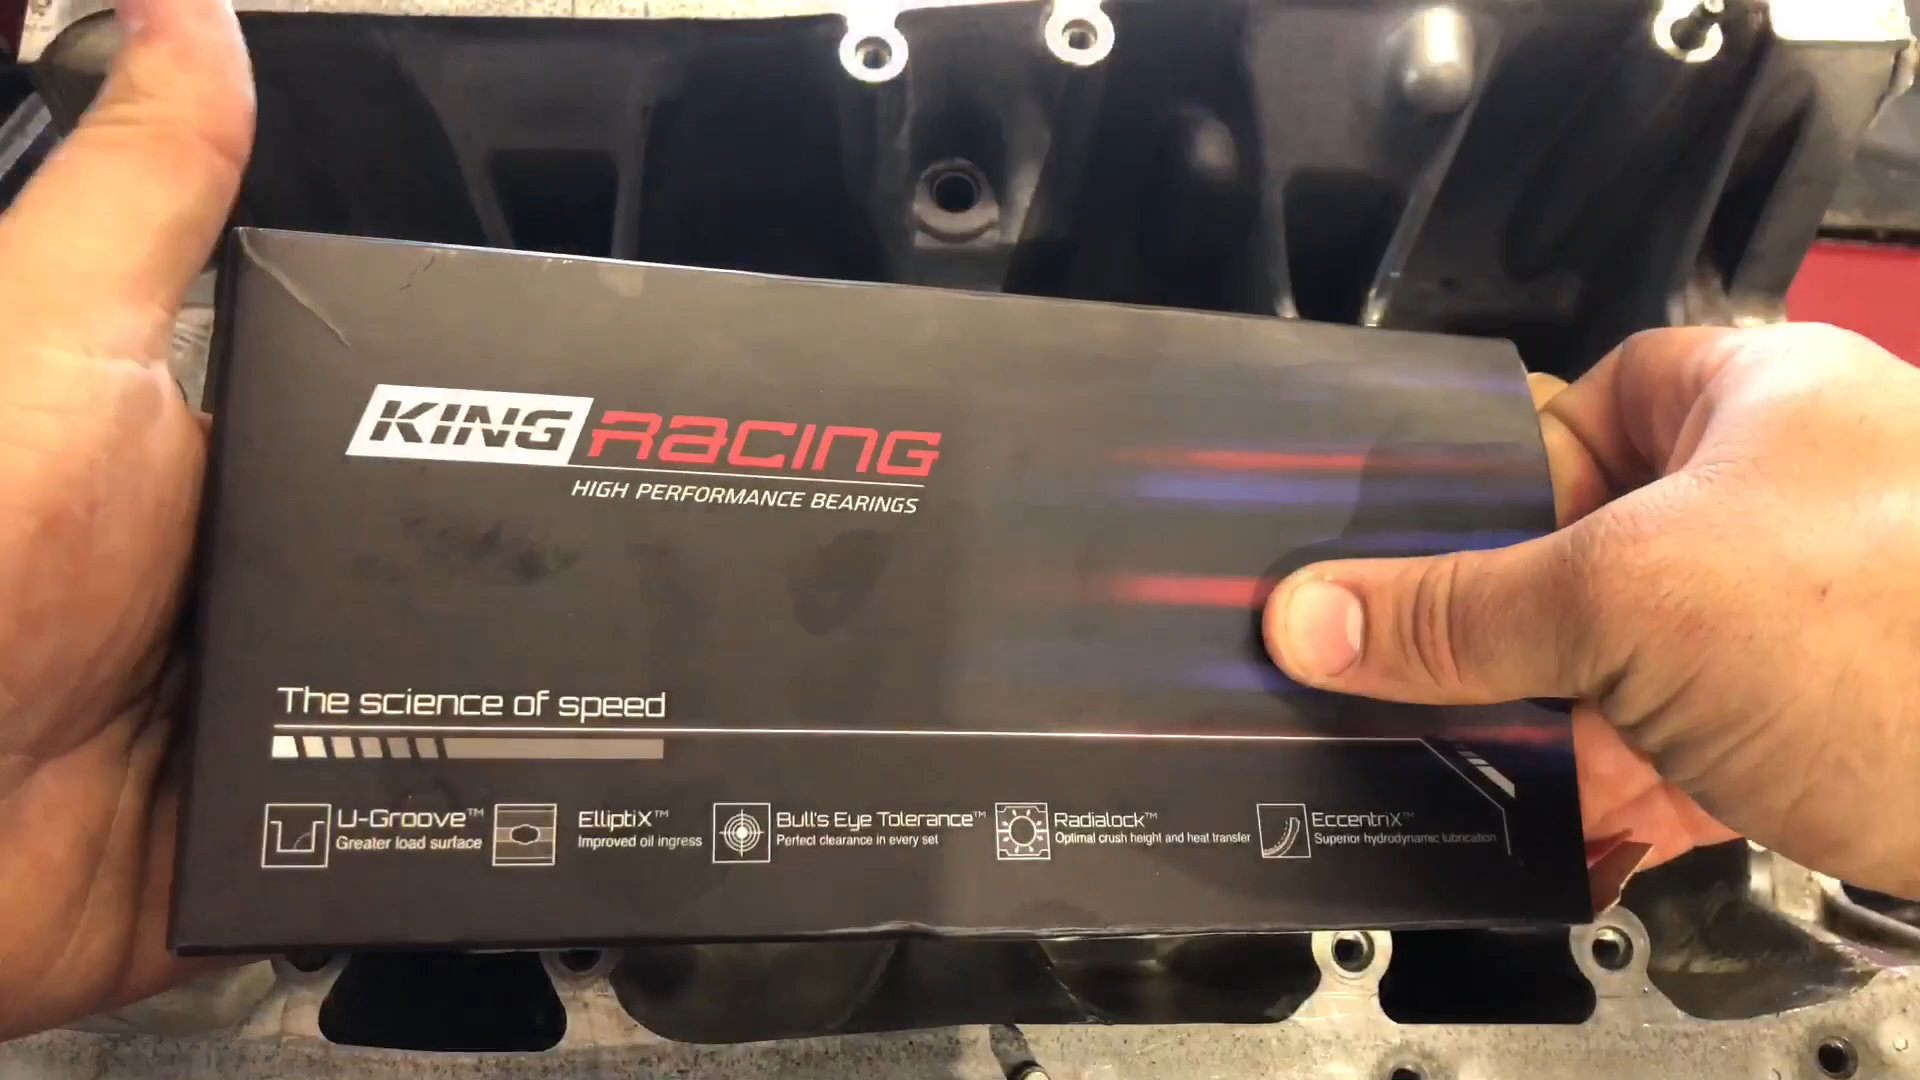 KING RACING
HIGH PERFORMANCE BEARINGS
The science of speed
U-Groove™
Greater load surface
ElliptiX™
Improved oil ingress
Bull's Eye Tolerance™
Perfect clearance in every set
Radialock™
Optimal crush height and heat transfer
EccentriX™
Superior hydrodynamic lubrication